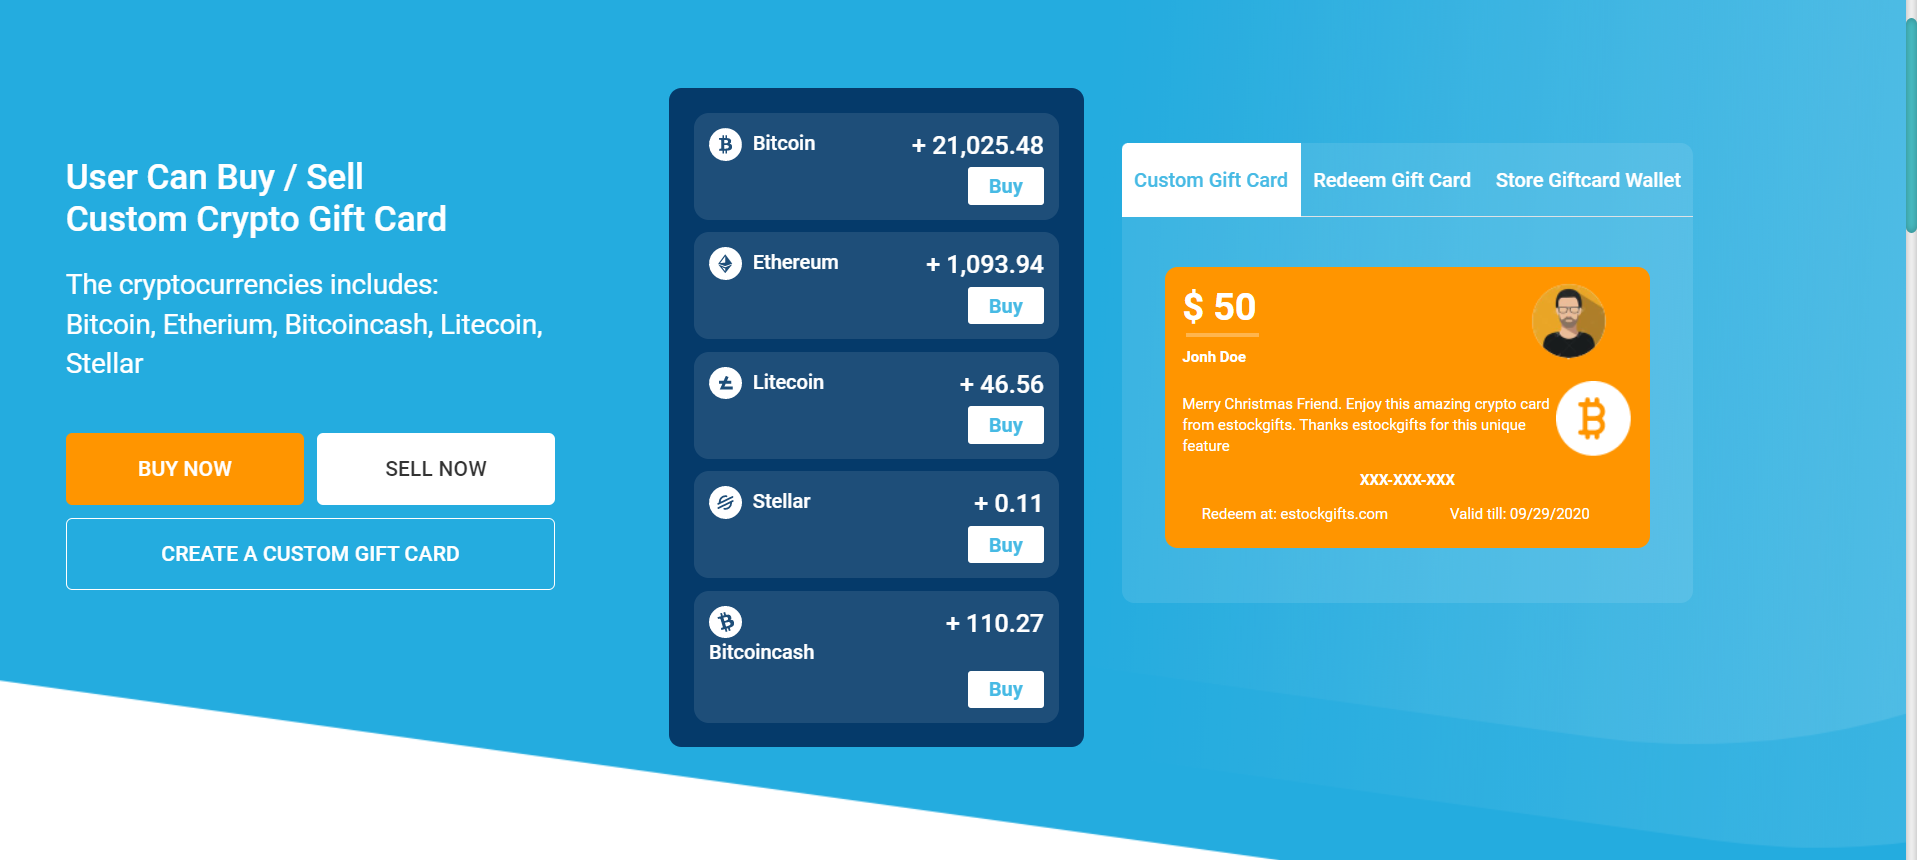 User Can Buy / Sell
Custom Crypto Gift Card
The cryptocurrencies includes:
Bitcoin, Etherium, Bitcoincash, Litecoin,
Stellar
BUY NOW
SELL NOW
CREATE A CUSTOM GIFT CARD
Bitcoin
+ 21,025.48
Buy
Ethereum
+ 1,093.94
Buy
Litecoin
+ 46.56
Buy
Stellar
+ 0.11
Buy
Bitcoincash
+ 110.27
Buy
Custom Gift Card
Redeem Gift Card
Store Giftcard Wallet
$ 50
Jonh Doe
Merry Christmas Friend. Enjoy this amazing crypto card
from estockgifts. Thanks estockgifts for this unique
feature
XXX-XXX-XXX
Redeem at: estockgifts.com
Valid till: 09/29/2020